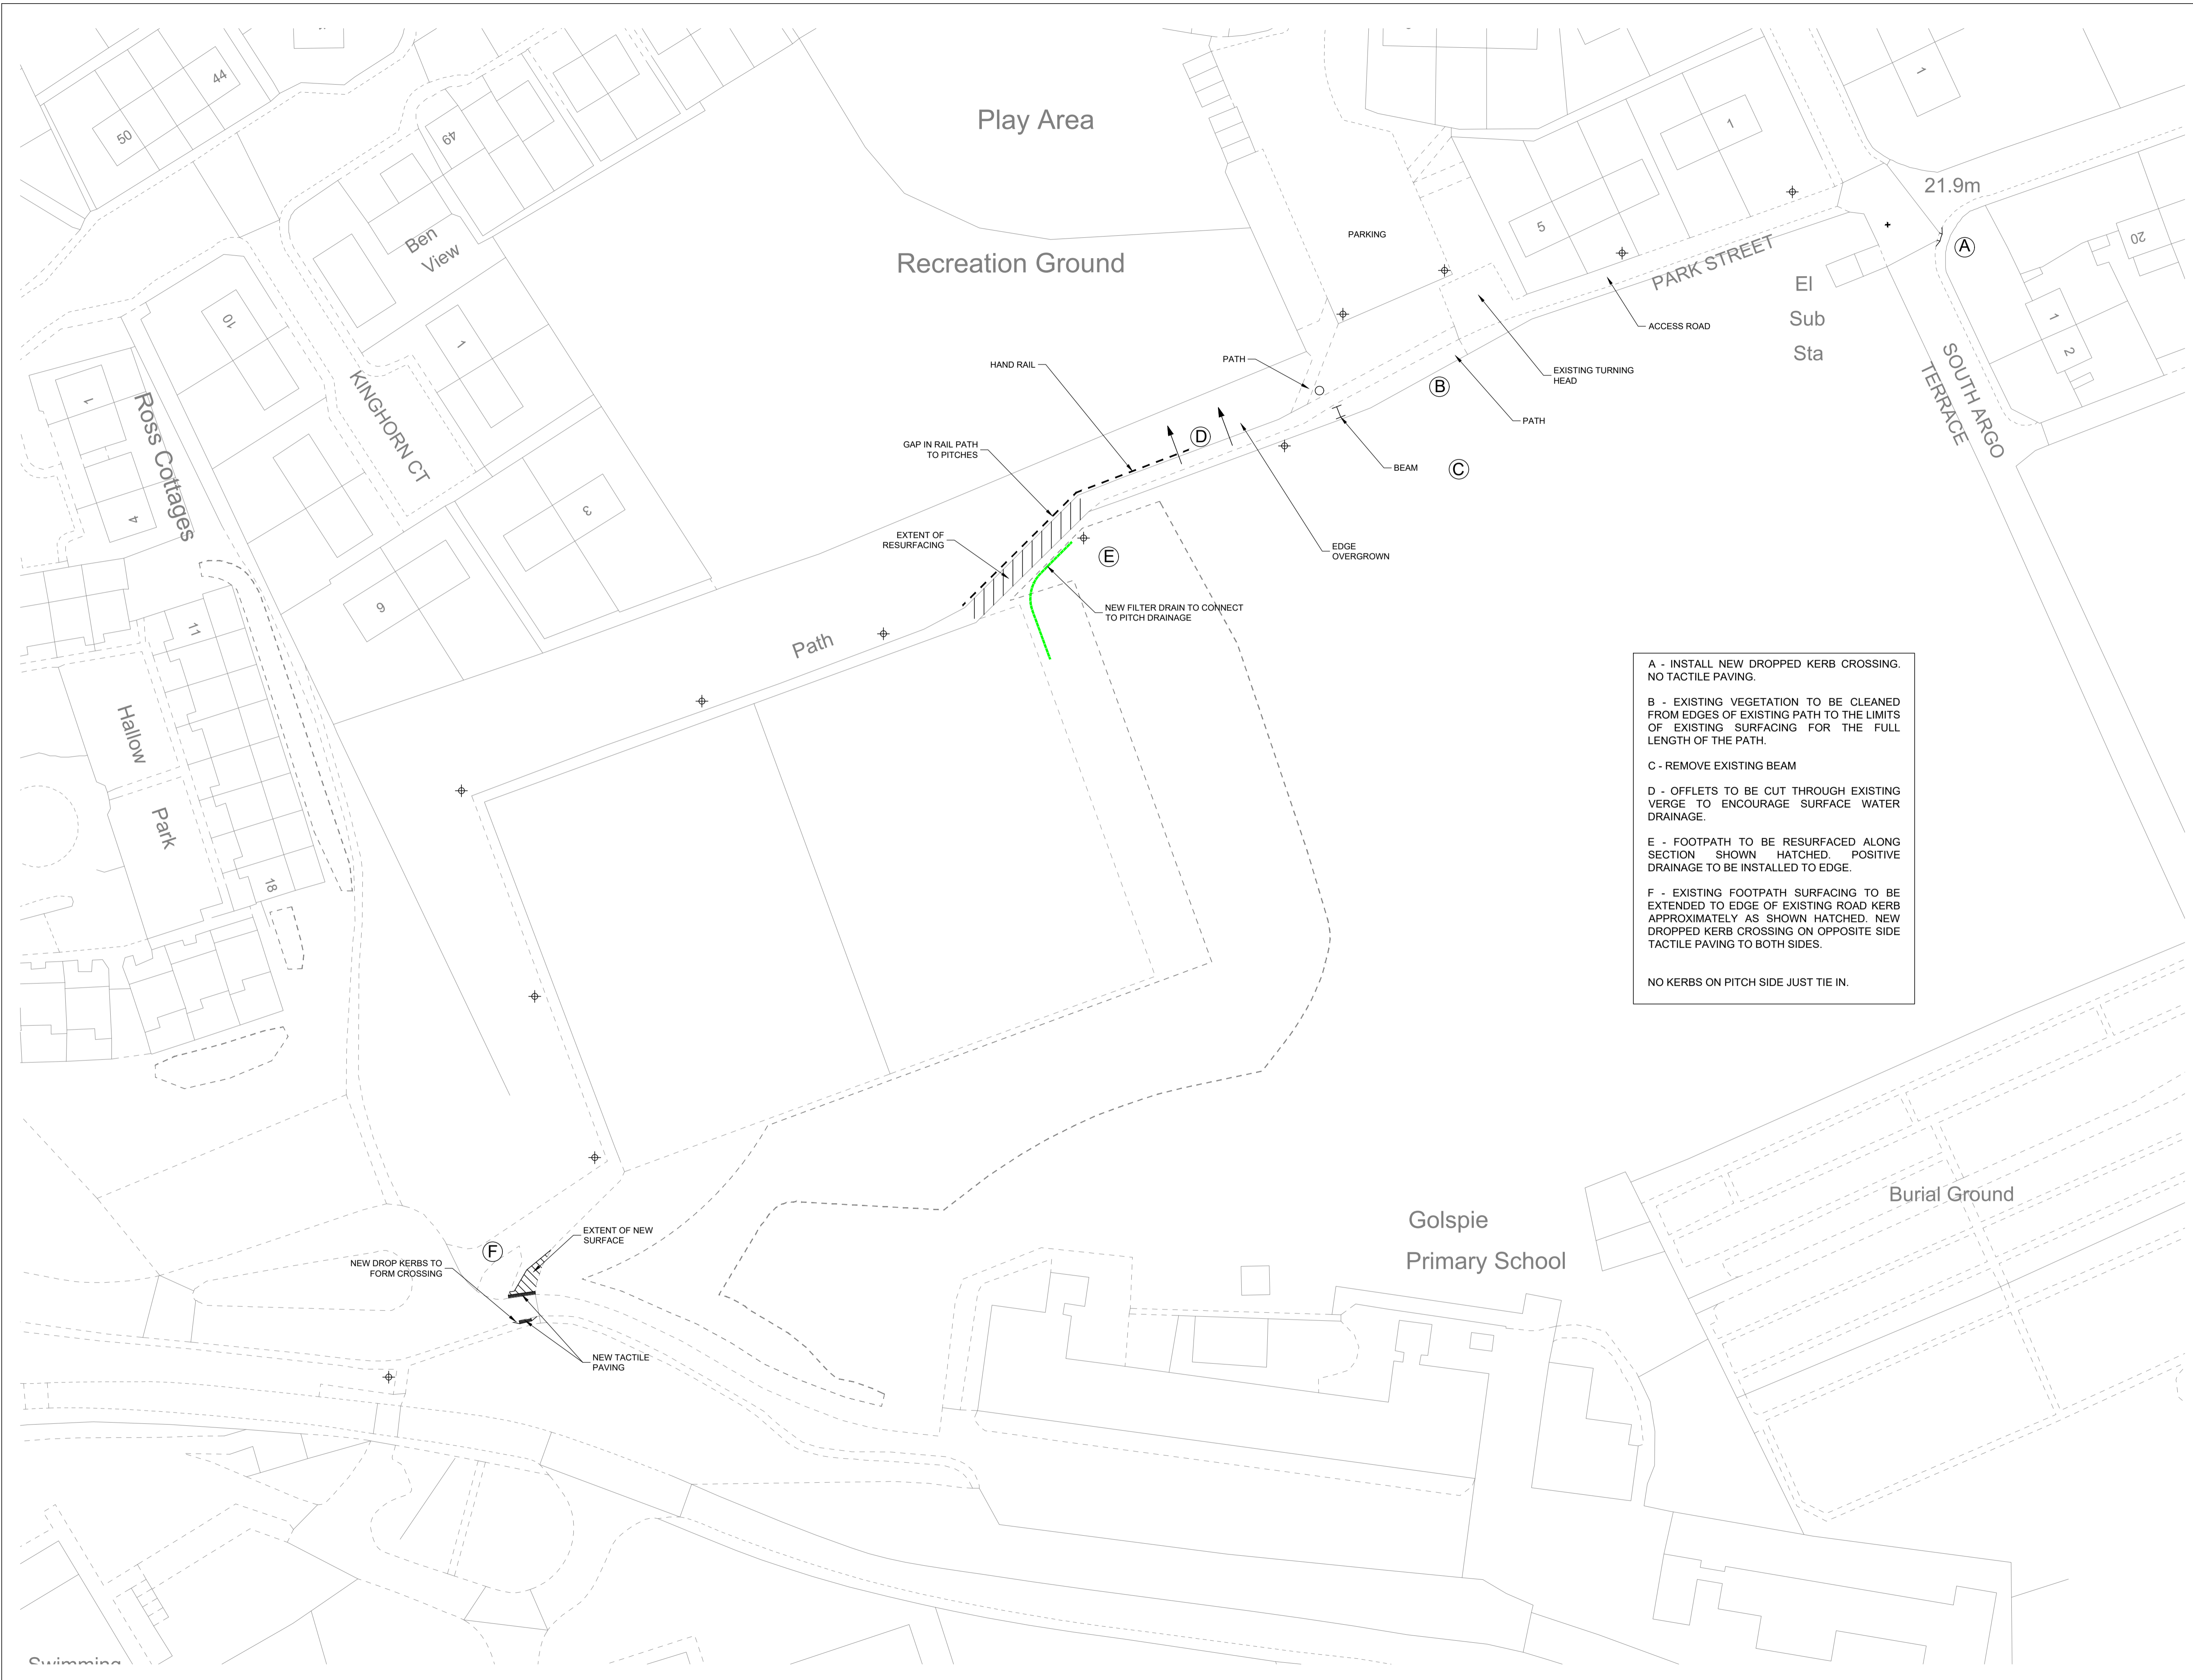 44
50
49
Play Area
1
1
21.9m
Ben
View
Recreation Ground
PARKING
5
PARK STREET
A
20
El
Sub
Sta
1
2
10
1
ACCESS ROAD
EXISTING TURNING
HEAD
SOUTH ARGO
TERRACE
HAND RAIL
PATH
B
PATH
KINGHORN CT
Ross Cottages
1
4
GAP IN RAIL PATH
TO PITCHES
D
BEAM
C
3
EXTENT OF
RESURFACING
E
EDGE
OVERGROWN
9
NEW FILTER DRAIN TO CONNECT
TO PITCH DRAINAGE
11
Path
Hallow
Park
18
A - INSTALL NEW DROPPED KERB CROSSING.
NO TACTILE PAVING.
B - EXISTING VEGETATION TO BE CLEANED
FROM EDGES OF EXISTING PATH TO THE LIMITS
OF EXISTING SURFACING FOR THE FULL
LENGTH OF THE PATH.
C - REMOVE EXISTING BEAM
D - OFFLETS TO BE CUT THROUGH EXISTING
VERGE TO ENCOURAGE SURFACE WATER
DRAINAGE.
E - FOOTPATH TO BE RESURFACED ALONG
SECTION SHOWN HATCHED. POSITIVE
DRAINAGE TO BE INSTALLED TO EDGE.
F - EXISTING FOOTPATH SURFACING TO BE
EXTENDED TO EDGE OF EXISTING ROAD KERB
APPROXIMATELY AS SHOWN HATCHED. NEW
DROPPED KERB CROSSING ON OPPOSITE SIDE
TACTILE PAVING TO BOTH SIDES.
NO KERBS ON PITCH SIDE JUST TIE IN.
Burial Ground
Golspie
Primary School
F
EXTENT OF NEW
SURFACE
NEW DROP KERBS TO
FORM CROSSING
NEW TACTILE
PAVING
Swimming